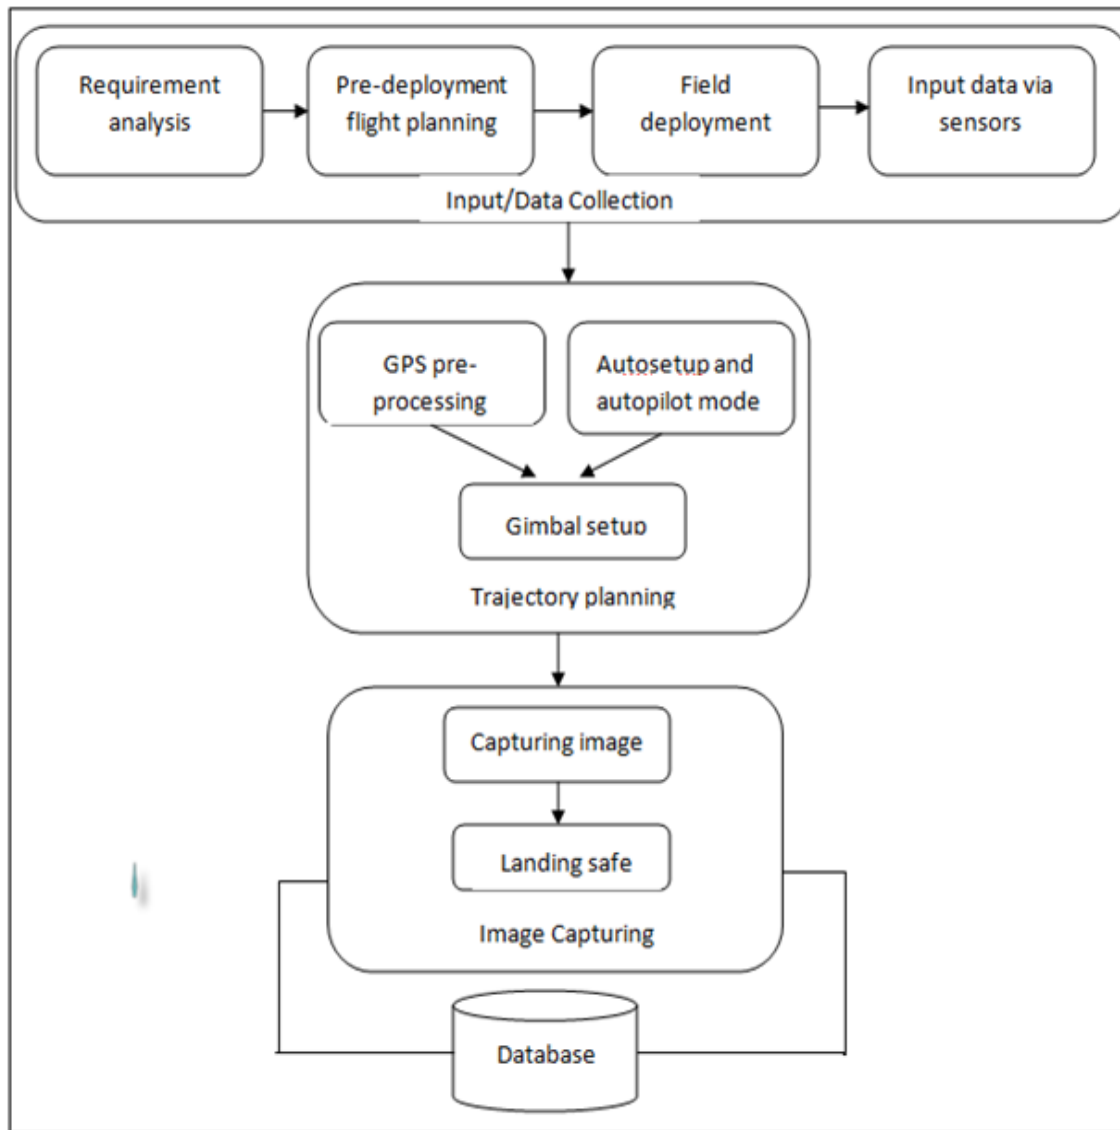 Requirement
analysis
Pre-deployment
flight planning
Field
deployment
Input data via
sensors
Input/Data Collection
GPS pre-
processing
Autosetup and
autopilot mode
Gimbal setup
Trajectory planning
Capturing image
Landing safe
Image Capturing
Database